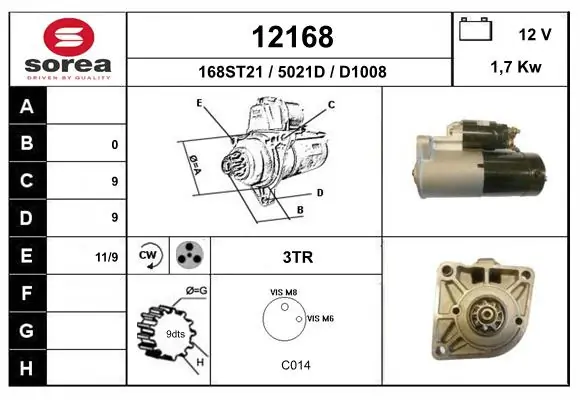 sorea
DRIVEN BY QUALITY
12168
168ST21 / 5021D / D1008
12 V
1,7 Kw
A
B 0
C 9
D 9
E 11/9
F
G
H
E
C
Ø=A
D
B
CW
3TR
Ø=G
9dts
H
VIS M8
VIS M6
C014